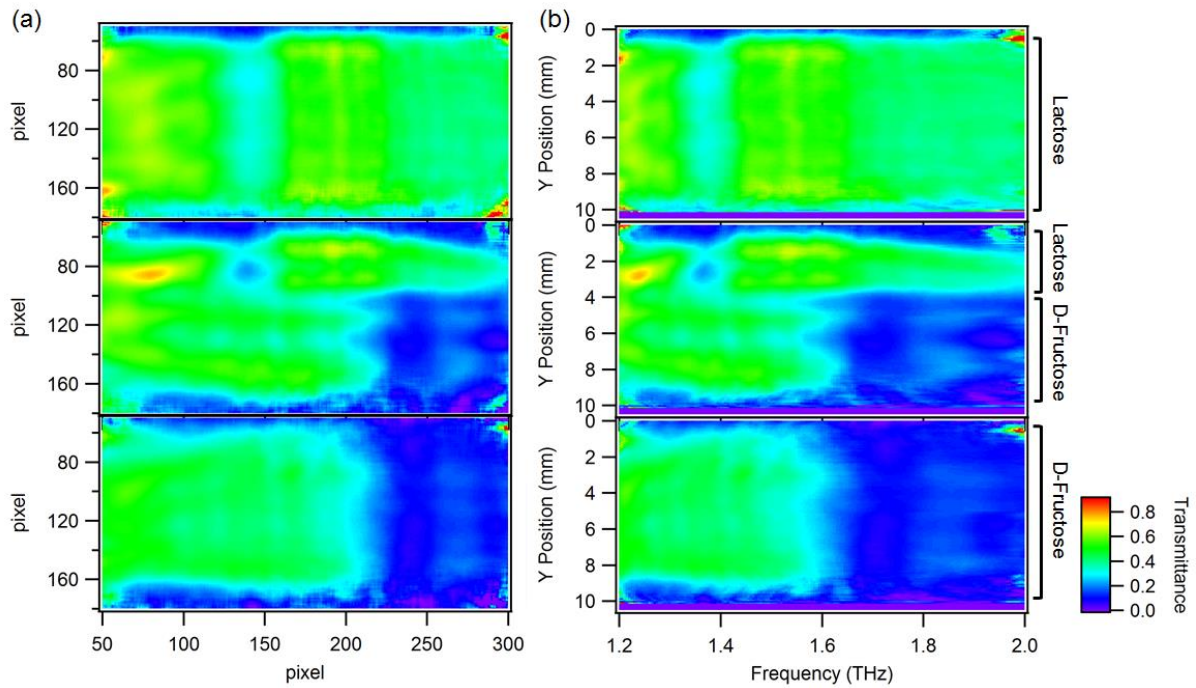 (a)
(b)
80
120
160
pixel
0
2
4
6
8
10
Y Position (mm)
Lactose
80
120
160
pixel
0
2
4
6
8
10
Y Position (mm)
Lactose
D-Fructose
80
120
160
pixel
0
2
4
6
8
10
Y Position (mm)
D-Fructose
50 100 150 200 250 300
pixel
1.2 1.4 1.6 1.8 2.0
Frequency (THz)
0.8
0.6
0.4
0.2
0.0
Transmittance